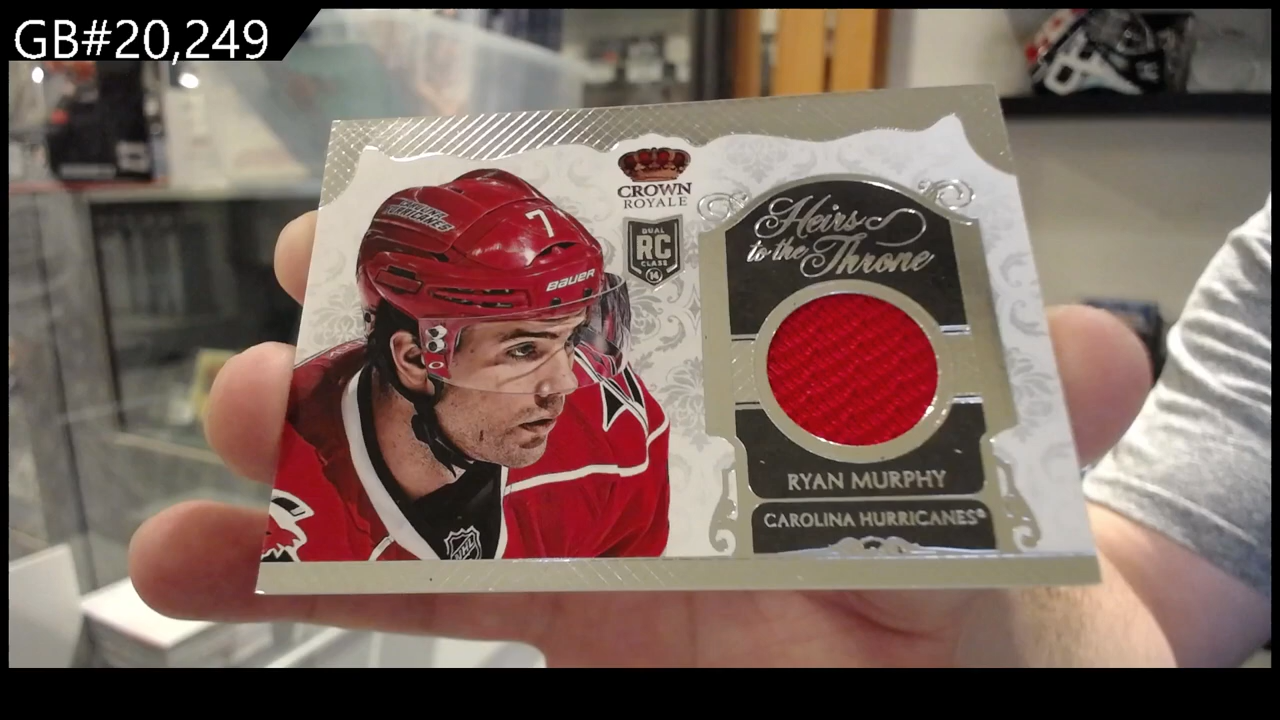 GB#20,249
CROWN
ROYALE
DUAL
RC
CLASS
14
Heirs
to the Throne
CAROLINA
HURRICANES
7
BAUER
NHL
RYAN MURPHY
CAROLINA HURRICANES®